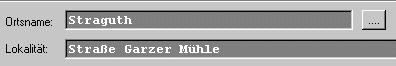 Ortsname: Straguth ....
Lokalität: Straße Garzer Mühle